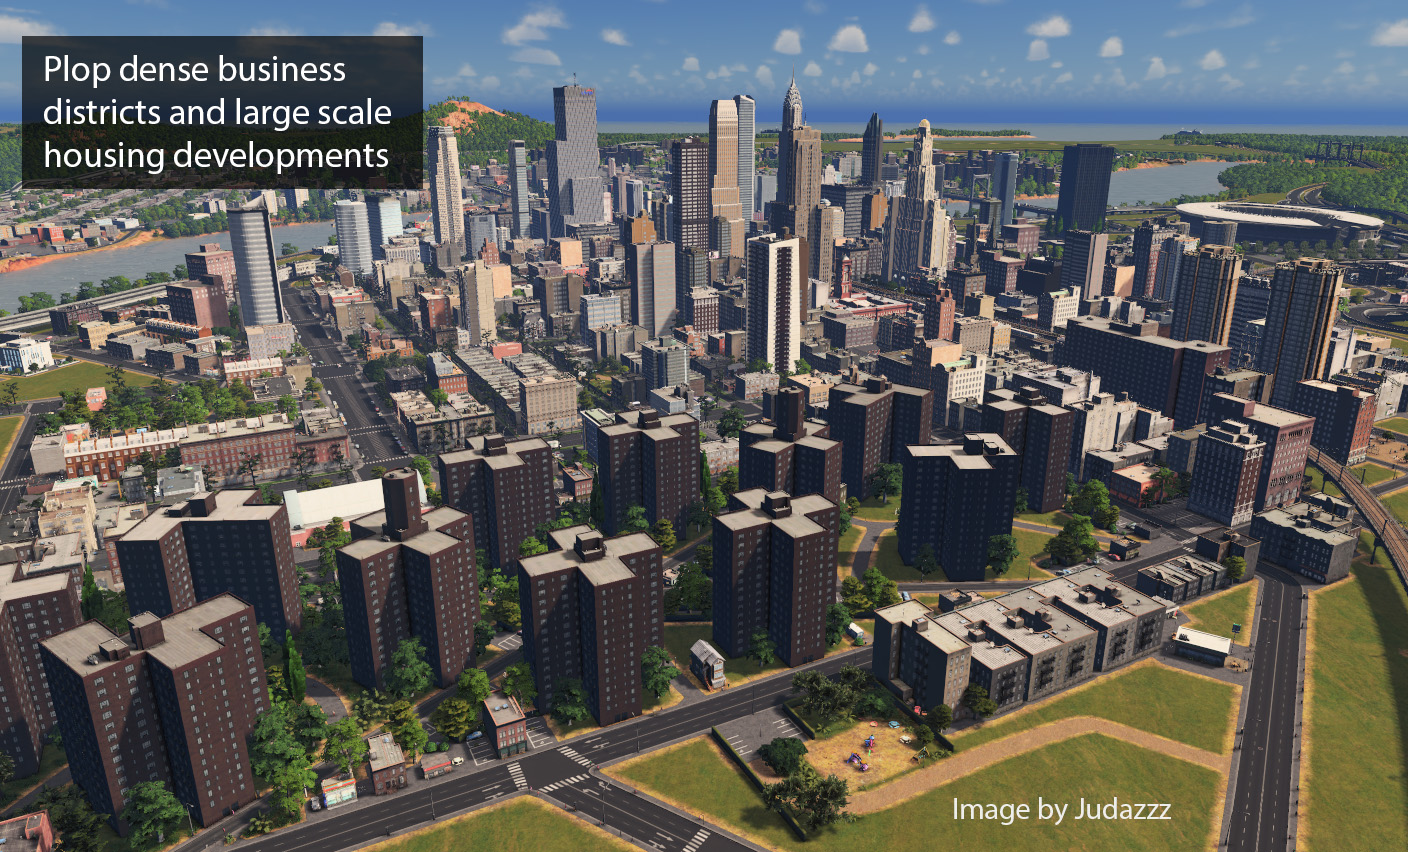 Plop dense business
districts and large scale
housing developments
Image by Judazzz